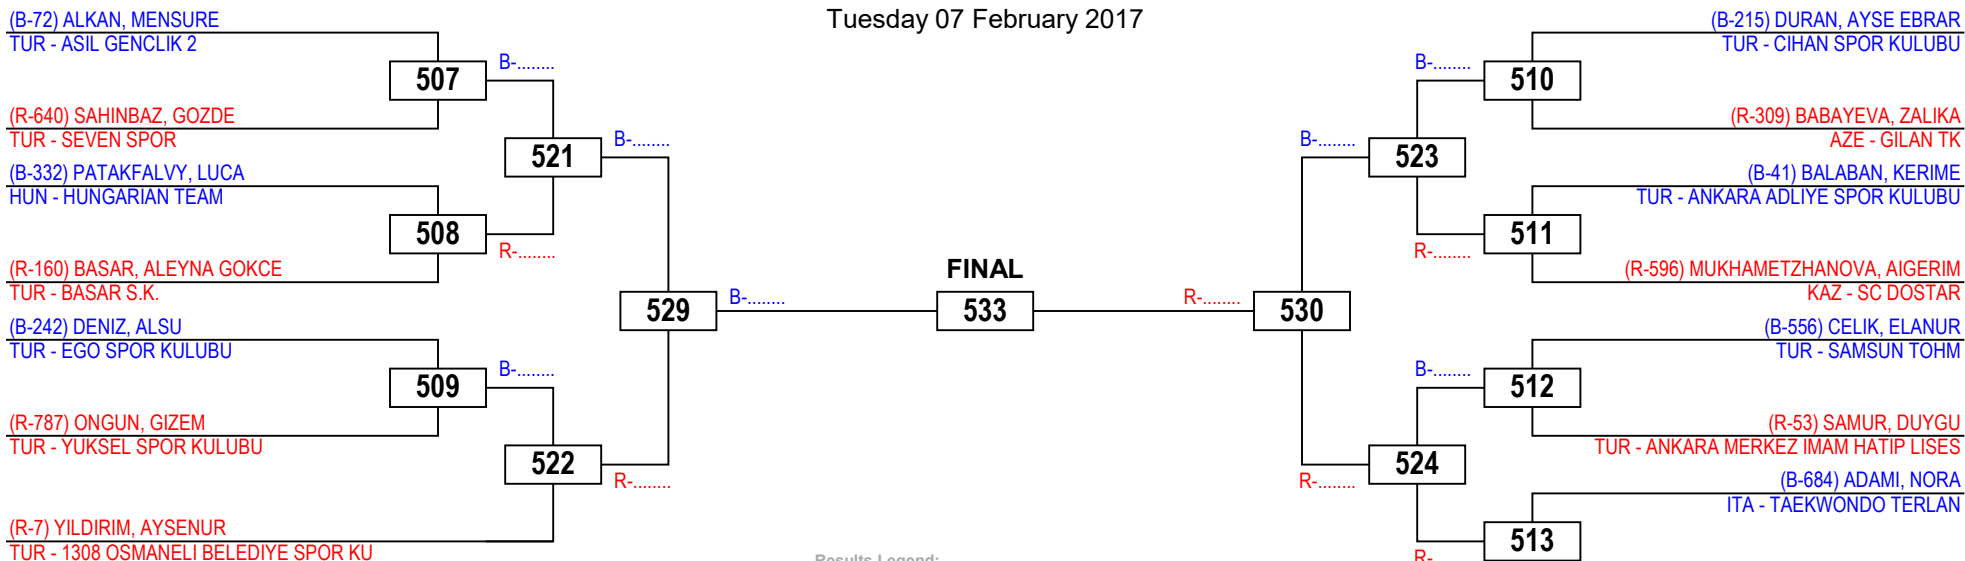 Tuesday 07 February 2017
(B-72) ALKAN, MENSURE
TUR - ASIL GENCLIK 2
507
B-........
(R-640) SAHINBAZ, GOZDE
TUR - SEVEN SPOR
521
B-........
(B-332) PATAKFALVY, LUCA
HUN - HUNGARIAN TEAM
508
R-........
(R-160) BASAR, ALEYNA GOKCE
TUR - BASAR S.K.
529
B-........
(B-242) DENIZ, ALSU
TUR - EGO SPOR KULUBU
509
B-........
(R-787) ONGUN, GIZEM
TUR - YUKSEL SPOR KULUBU
522
R-........
(R-7) YILDIRIM, AYSENUR
TUR - 1308 OSMANELI BELEDIYE SPOR KU
FINAL
533
(B-215) DURAN, AYSE EBRAR
TUR - CIHAN SPOR KULUBU
B-........
510
(R-309) BABAYEVA, ZALIKA
AZE - GILAN TK
B-........
523
(B-41) BALABAN, KERIME
TUR - ANKARA ADLIYE SPOR KULUBU
R-........
511
(R-596) MUKHAMETZHANOVA, AIGERIM
KAZ - SC DOSTAR
R-........
530
(B-556) CELIK, ELANUR
TUR - SAMSUN TOHM
B-........
512
(R-53) SAMUR, DUYGU
TUR - ANKARA MERKEZ IMAM HATIP LISES
R-........
524
(B-684) ADAMI, NORA
ITA - TAEKWONDO TERLAN
R-
513
Results Legend: